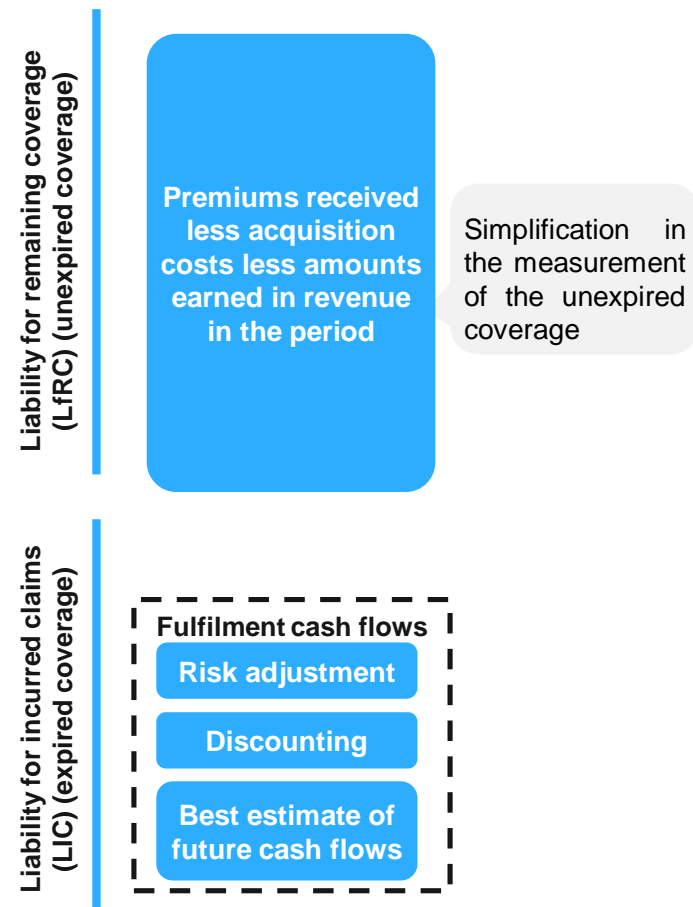 Liability for remaining coverage
(LfRC) (unexpired coverage)
Premiums received
less acquisition
costs less amounts
earned in revenue
in the period
Simplification in
the measurement
of the unexpired
coverage
Liability for incurred claims
(LIC) (expired coverage)
Fulfilment cash flows
Risk adjustment
Discounting
Best estimate of
future cash flows